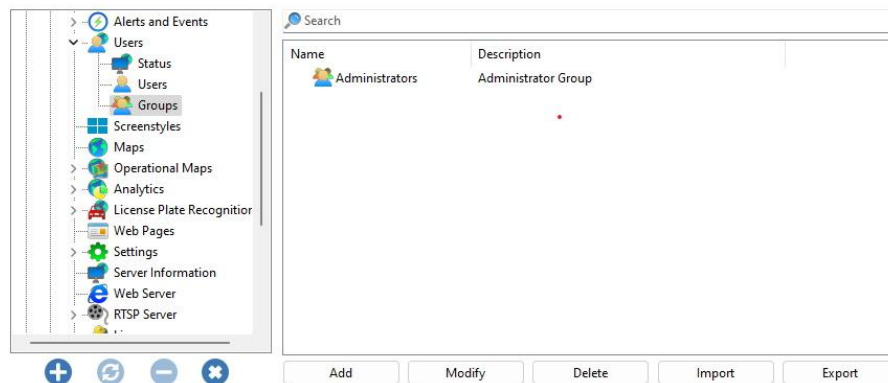 Alerts and Events
Users
Status
Users
Groups
Screenstyles
Maps
Operational Maps
Analytics
License Plate Recognition
Web Pages
Settings
Server Information
Web Server
RTSP Server
Search
Name Description
Administrators Administrator Group
Add Modify Delete Import Export